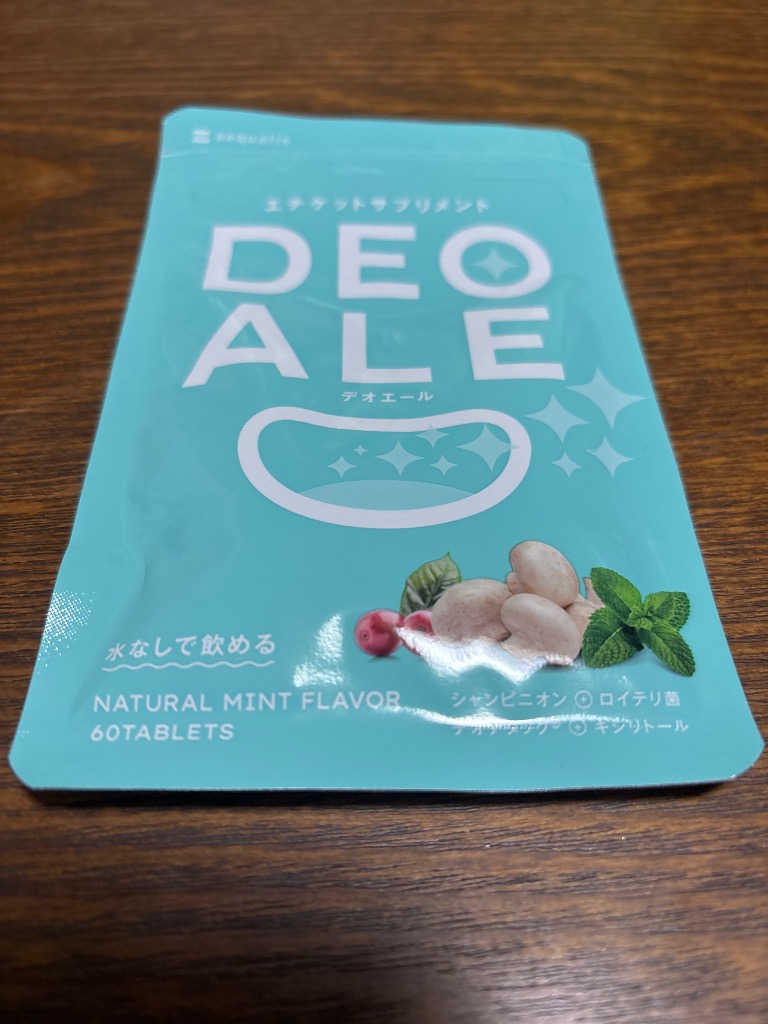 aequalis
エチケットサプリメント
DEO
ALE
デオエール
水なしで飲める
NATURAL MINT FLAVOR
60TABLETS
シャンピニオン + ロイテリ菌
+ キシリトール